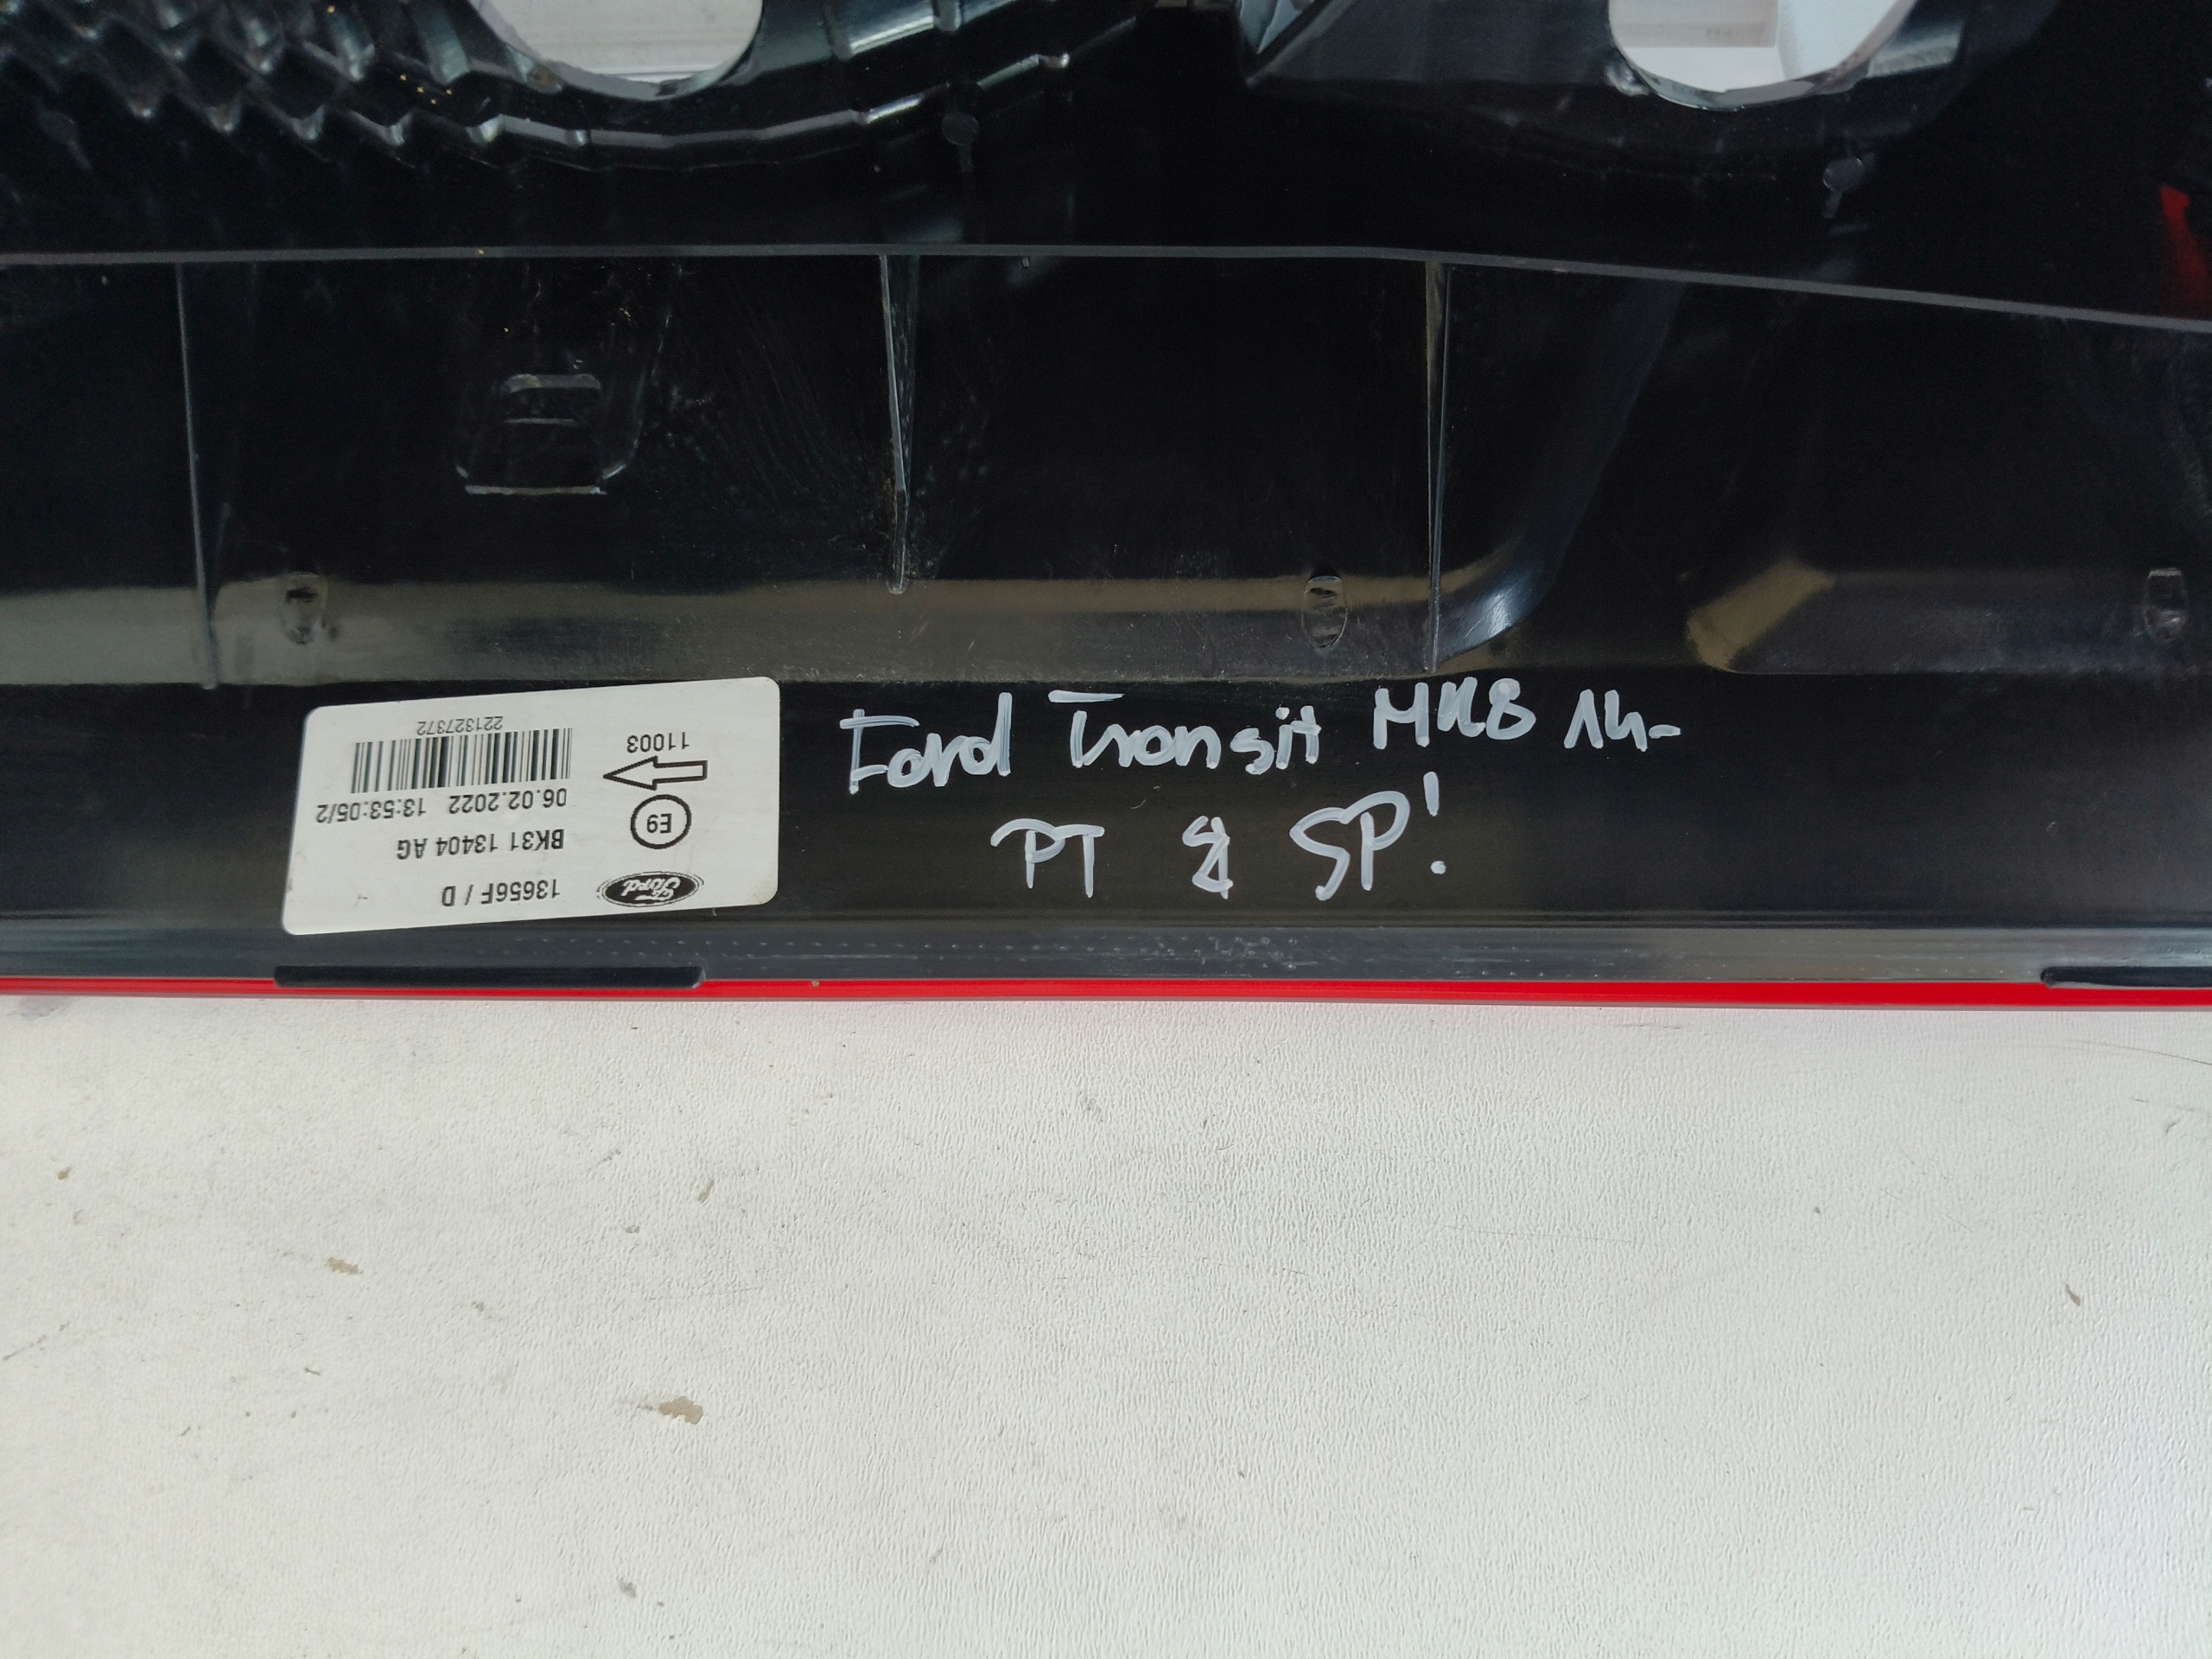 Ford Transit MK8 14-
PT & SP!
Ford 13656F / D
BK31 13404 AG
E9
06.02.2022 13:53:05/2
11003
221327372